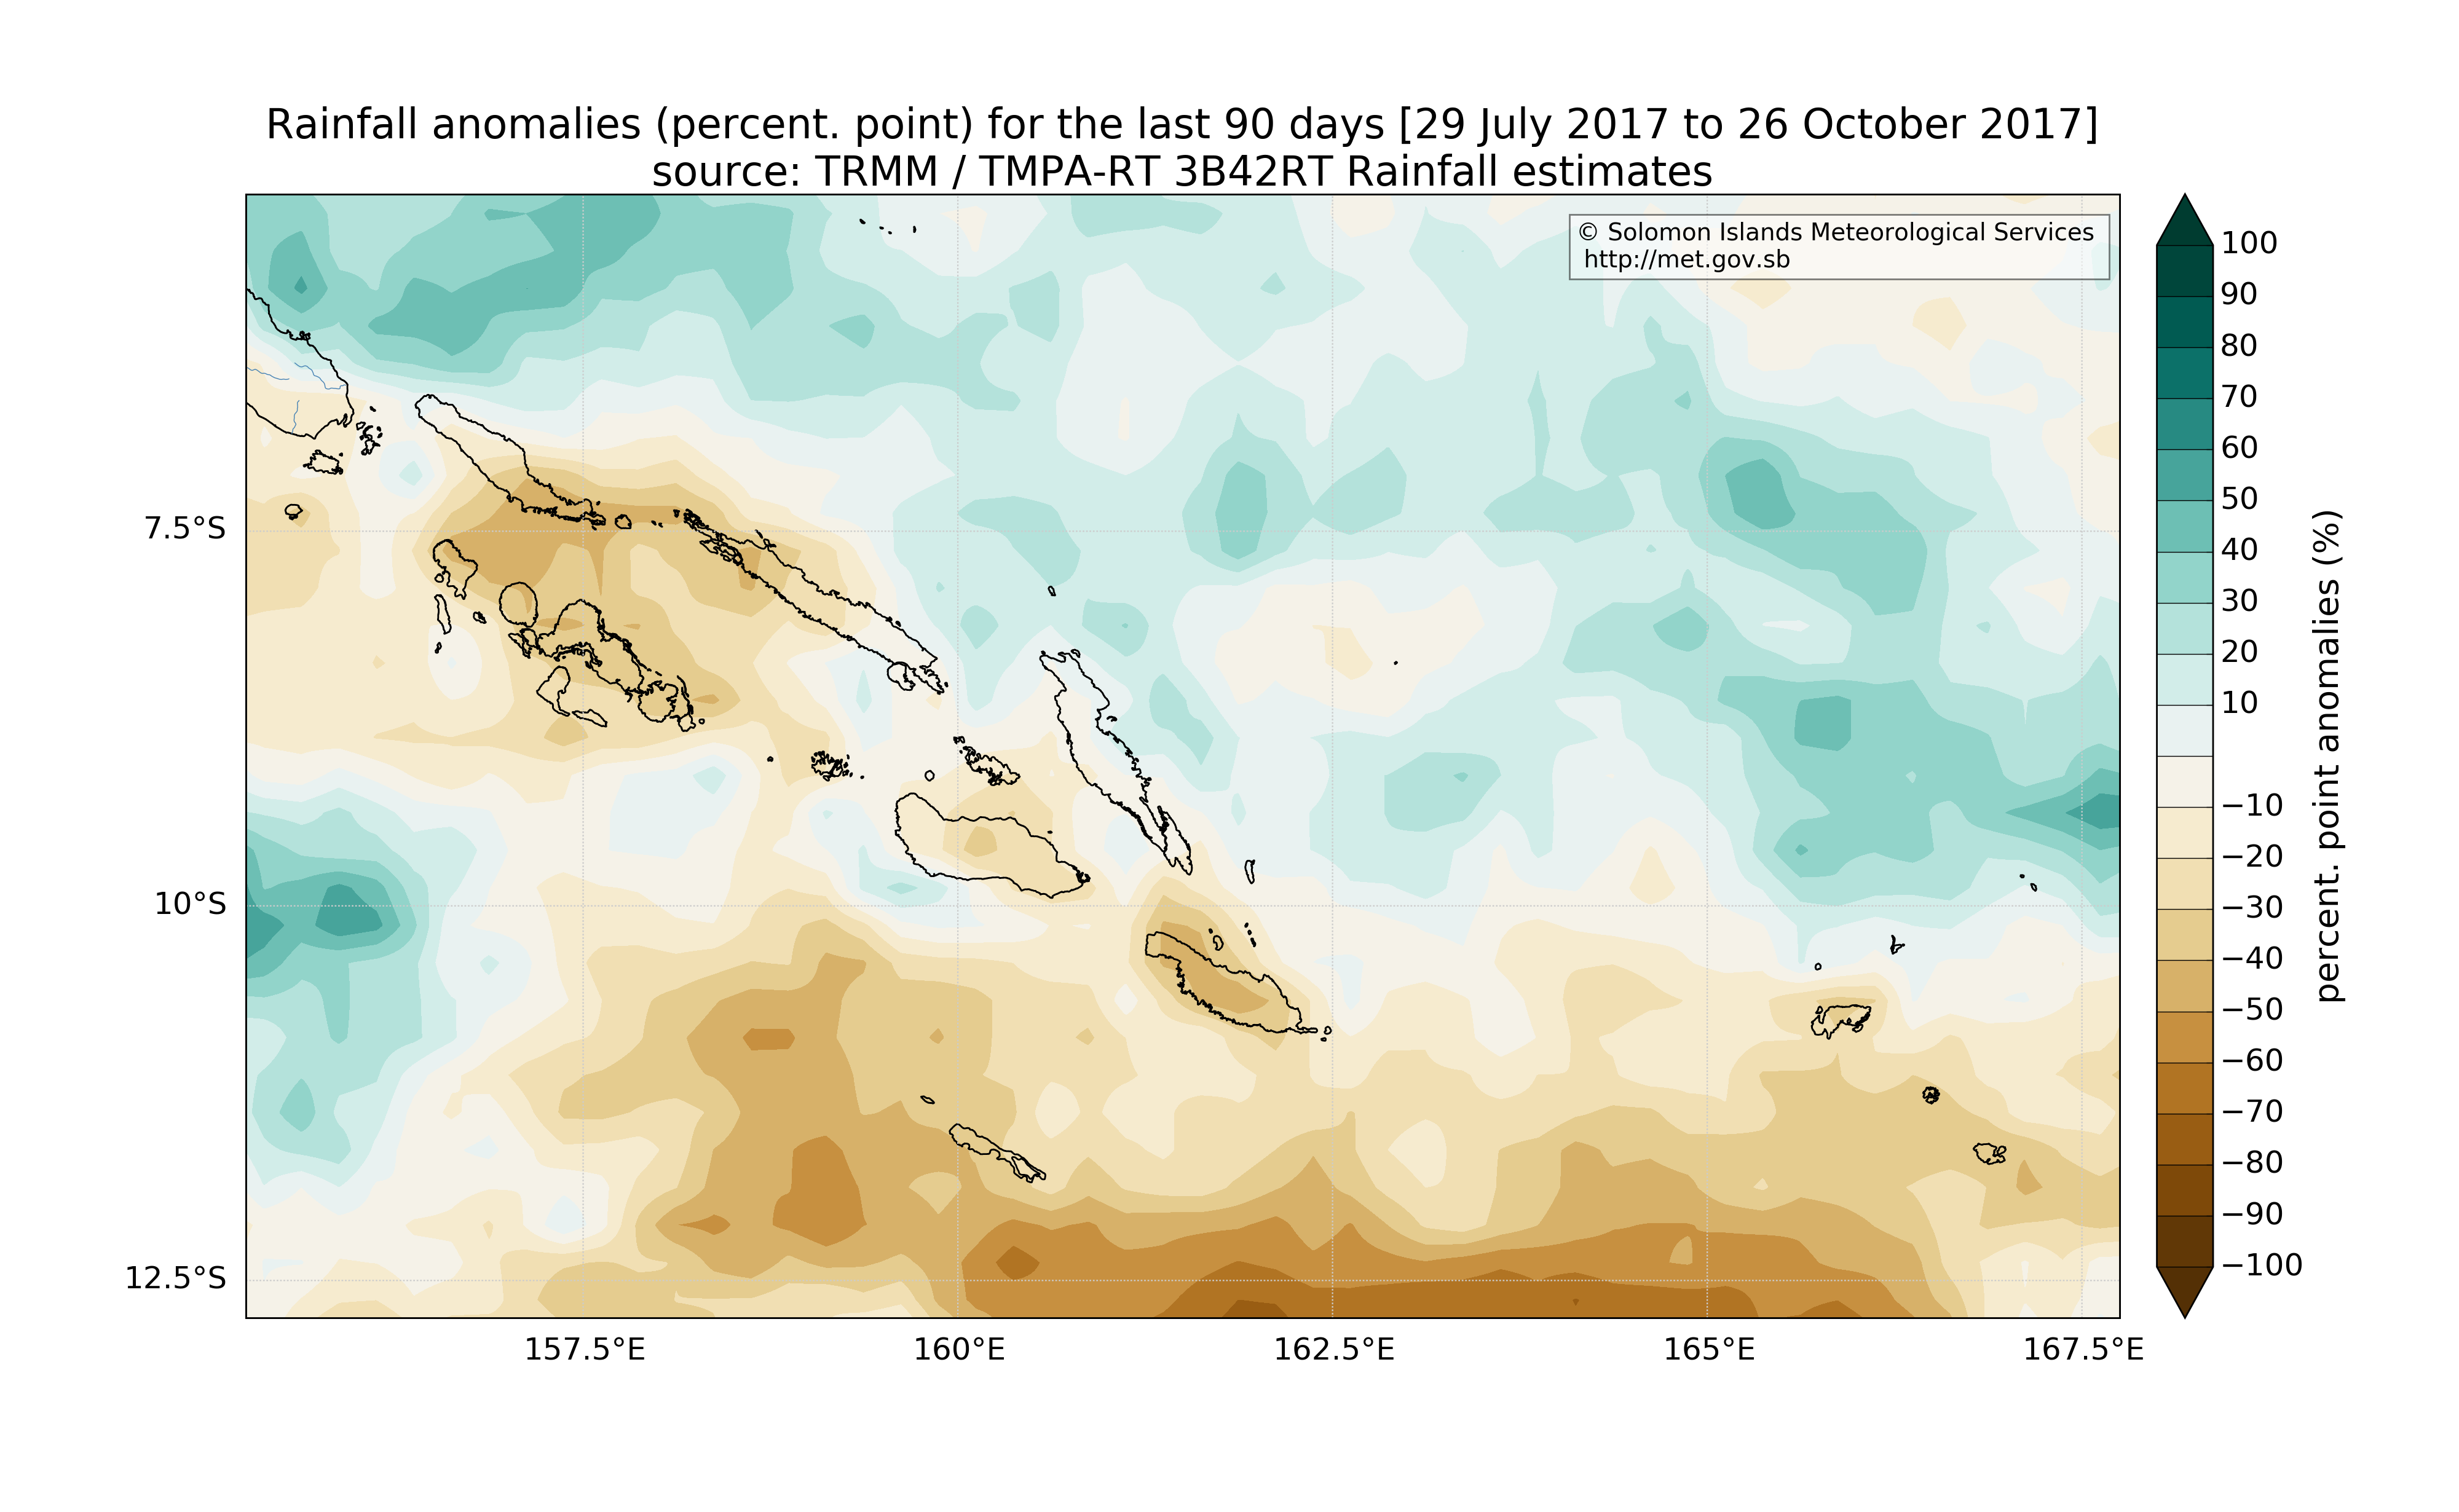 Rainfall anomalies (percent. point) for the last 90 days [29 July 2017 to 26 October 2017]
source: TRMM / TMPA-RT 3B42RT Rainfall estimates
© Solomon Islands Meteorological Services
http://met.gov.sb
7.5°S
10°S
12.5°S
157.5°E
160°E
162.5°E
165°E
167.5°E
100
90
80
70
60
50
40
30
20
10
−10
−20
−30
−40
−50
−60
−70
−80
−90
−100
percent. point anomalies (%)